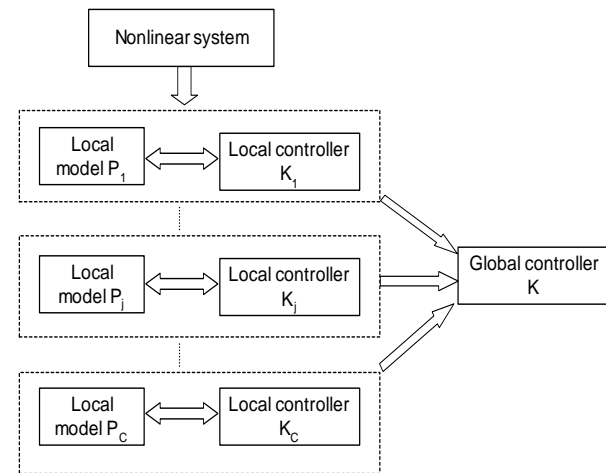 Nonlinear system
Local
model P1
Local controller
K1
Local
model Pj
Local controller
Kj
Global controller
K
Local
model PC
Local controller
KC